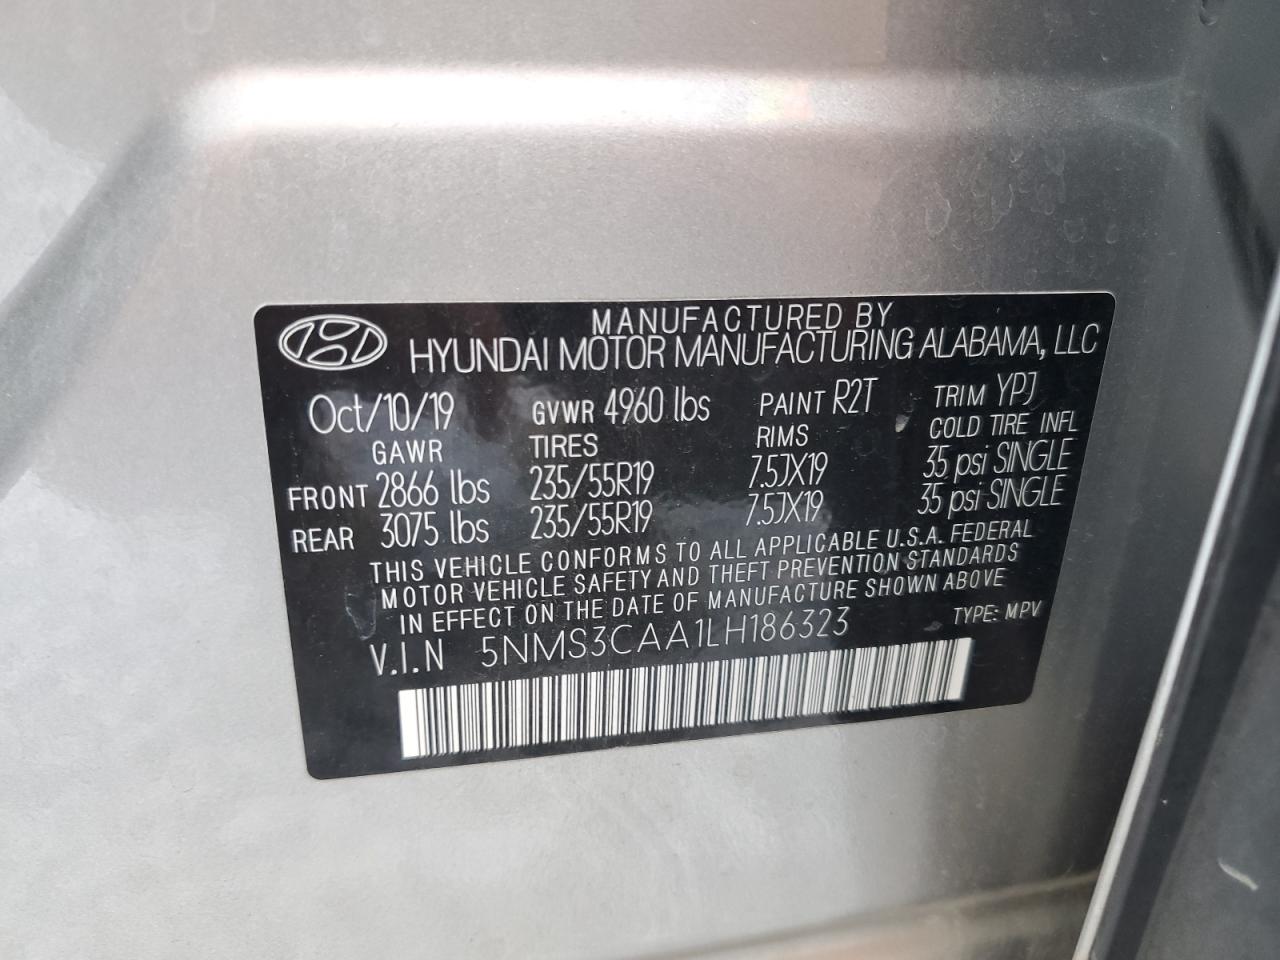 MANUFACTURED BY
HYUNDAI MOTOR MANUFACTURING ALABAMA, LLC
Oct/10/19 GVWR 4960 lbs PAINT R2T TRIM YPJ
GAWR TIRES RIMS COLD TIRE INFL
FRONT 2866 lbs 235/55R19 7.5JX19 35 psi SINGLE
REAR 3075 lbs 235/55R19 7.5JX19 35 psi SINGLE
THIS VEHICLE CONFORMS TO ALL APPLICABLE U.S.A. FEDERAL
MOTOR VEHICLE SAFETY AND THEFT PREVENTION STANDARDS
IN EFFECT ON THE DATE OF MANUFACTURE SHOWN ABOVE
V.I.N 5NMS3CAA1LH186323 TYPE: MPV